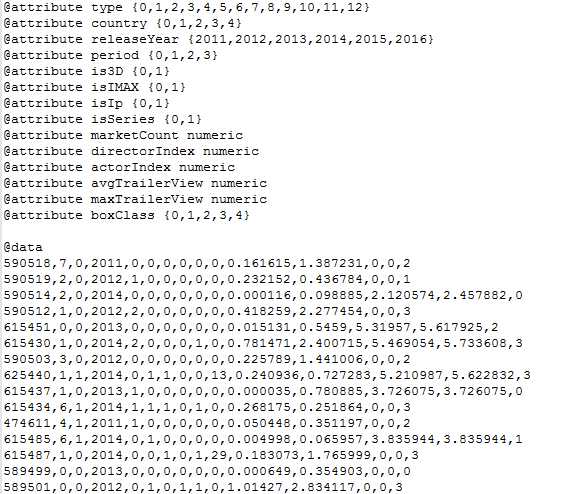 @attribute type {0,1,2,3,4,5,6,7,8,9,10,11,12}
@attribute country {0,1,2,3,4}
@attribute releaseYear {2011,2012,2013,2014,2015,2016}
@attribute period {0,1,2,3}
@attribute is3D {0,1}
@attribute isIMAX {0,1}
@attribute isIp {0,1}
@attribute isSeries {0,1}
@attribute marketCount numeric
@attribute directorIndex numeric
@attribute actorIndex numeric
@attribute avgTrailerView numeric
@attribute maxTrailerView numeric
@attribute boxClass {0,1,2,3,4}
@data
590518,7,0,2011,0,0,0,0,0,0,0.161615,1.387231,0,0,2
590519,2,0,2012,1,0,0,0,0,0,0.232152,0.436784,0,0,1
590514,2,0,2014,0,0,0,0,0,0,0.000116,0.098885,2.120574,2.457882,0
590512,1,0,2012,2,0,0,0,0,0,0.418259,2.277454,0,0,3
615451,0,0,2013,0,0,0,0,0,0,0.015131,0.5459,5.31957,5.617925,2
615430,1,0,2014,2,0,0,0,1,0,0.781471,2.400715,5.469054,5.733608,3
590503,3,0,2012,0,0,0,0,0,0,0.225789,1.441006,0,0,2
625440,1,1,2014,0,1,1,0,0,13,0.240936,0.727283,5.210987,5.622832,3
615437,1,0,2013,1,0,0,0,0,0,0.000035,0.780885,3.726075,3.726075,0
615434,6,1,2014,1,1,1,0,1,0,0.268175,0.251864,0,0,3
474611,4,1,2011,1,0,0,0,0,0,0.050448,0.351197,0,0,2
615485,6,1,2014,0,1,0,0,0,0,0.004998,0.065957,3.835944,3.835944,1
615487,1,0,2014,0,0,1,0,1,29,0.183073,1.765999,0,0,3
589499,0,0,2013,0,0,0,0,0,0,0.000649,0.354903,0,0,0
589501,0,0,2012,0,1,0,1,1,0,1.01427,2.834117,0,0,3